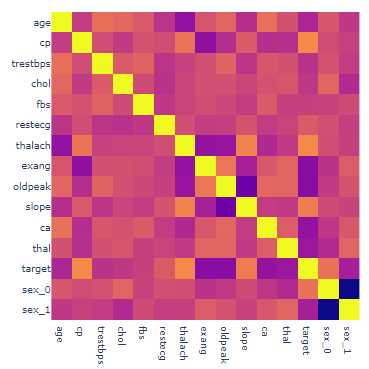 age
cp
trestbps
chol
fbs
restecg
thalach
exang
oldpeak
slope
ca
thal
target
sex_0
sex_1
age
cp
trestbps
chol
fbs
restecg
thalach
exang
oldpeak
slope
ca
thal
target
sex_0
sex_1